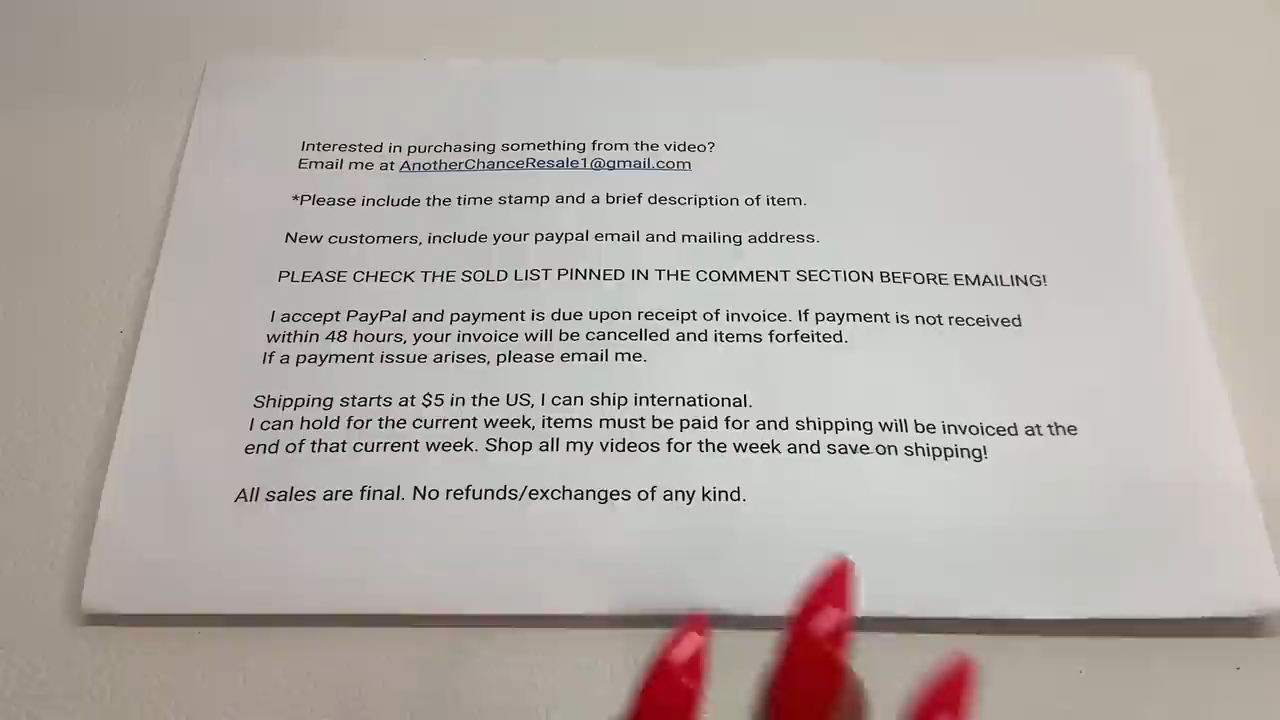 Interested in purchasing something from the video?
Email me at AnotherChanceResale1@gmail.com
*Please include the time stamp and a brief description of item.
New customers, include your paypal email and mailing address.
PLEASE CHECK THE SOLD LIST PINNED IN THE COMMENT SECTION BEFORE EMAILING!
I accept PayPal and payment is due upon receipt of invoice. If payment is not received
within 48 hours, your invoice will be cancelled and items forfeited.
If a payment issue arises, please email me.
Shipping starts at $5 in the US, I can ship international.
I can hold for the current week, items must be paid for and shipping will be invoiced at the
end of that current week. Shop all my videos for the week and save on shipping!
All sales are final. No refunds/exchanges of any kind.